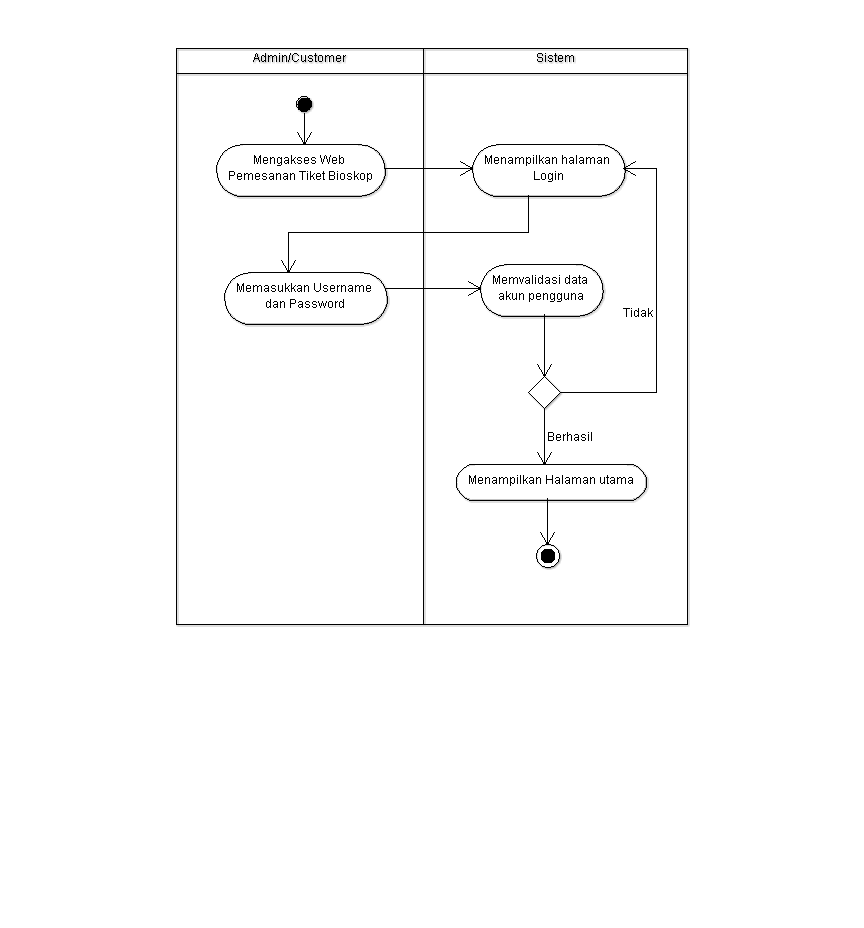 Admin/Customer
Sistem
Mengakses Web
Pemesanan Tiket Bioskop
Menampilkan halaman
Login
Memasukkan Username
dan Password
Memvalidasi data
akun pengguna
Tidak
Berhasil
Menampilkan Halaman utama